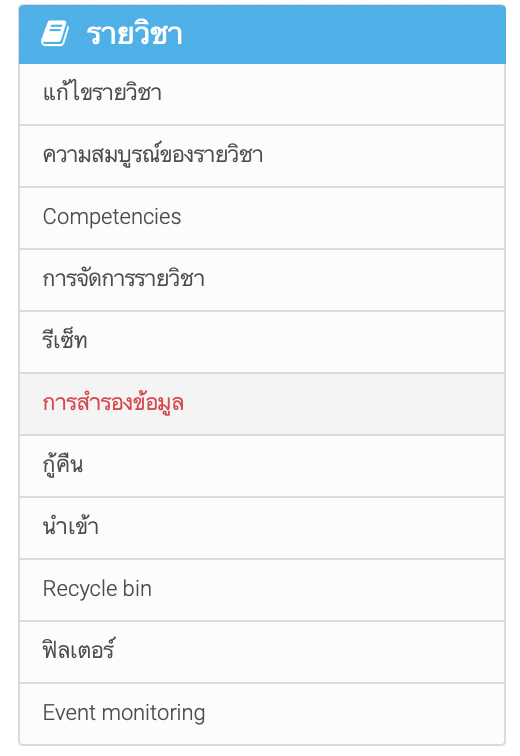 รายวิชา
แก้ไขรายวิชา
ความสมบูรณ์ของรายวิชา
Competencies
การจัดการรายวิชา
รีเซ็ท
การสำรองข้อมูล
กู้คืน
นำเข้า
Recycle bin
ฟิลเตอร์
Event monitoring